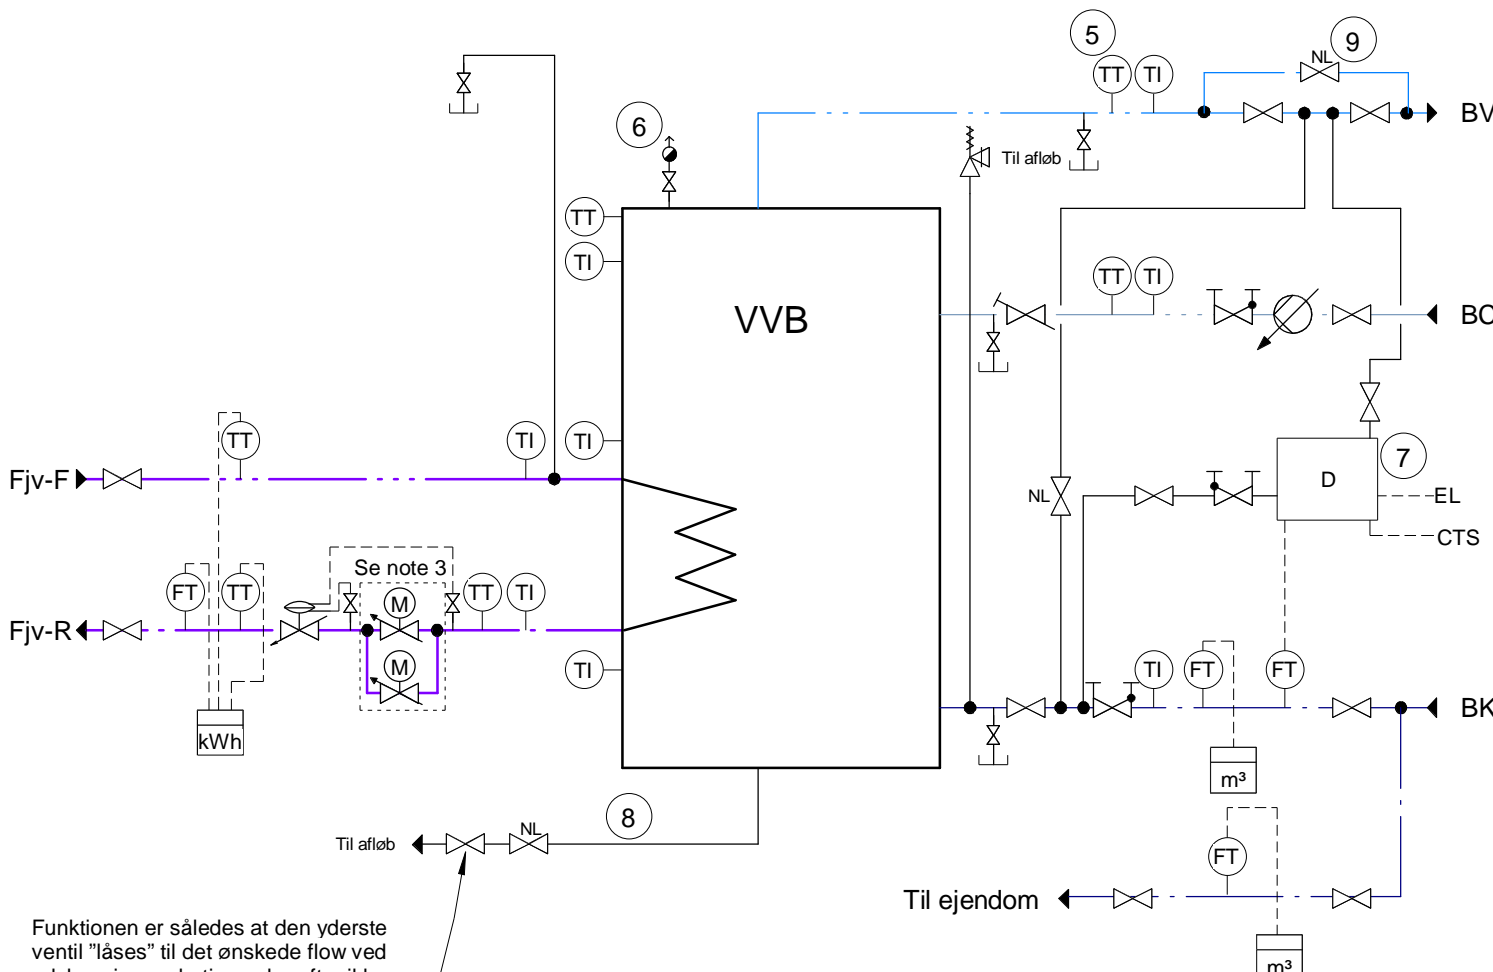 5
9
NL
TT
TI
BV
6
Til afløb
TT
TI
VVB
TT
TI
BC
TT
TI
TI
7
Fjv-F
D
NL
EL
CTS
Se note 3
FT
TT
M
TT
TI
Fjv-R
M
TI
TI
FT
FT
BK
kWh
m³
8
Til afløb
NL
FT
Til ejendom
Funktionen er således at den yderste
ventil "låses" til det ønskede flow ved
m³